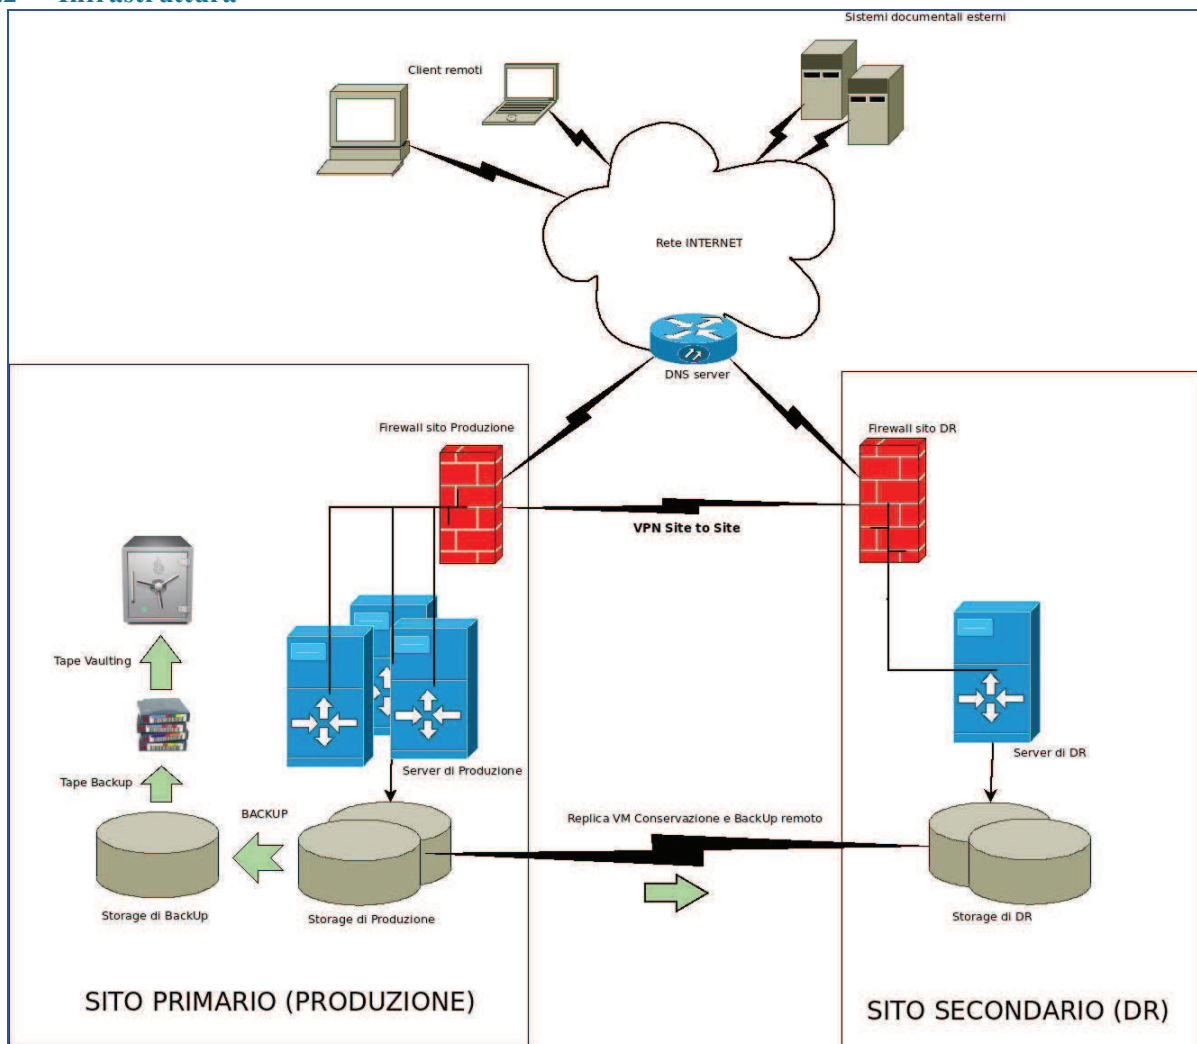 Infrastruttura
Sistemi documentali esterni
Client remoti
Rete INTERNET
DNS server
Firewall sito Produzione
Firewall sito DR
VPN Site to Site
Tape Vaulting
Server di Produzione
Server di DR
Tape Backup
BACKUP
Replica VM Conservazione e BackUp remoto
Storage di BackUp
Storage di Produzione
Storage di DR
SITO PRIMARIO (PRODUZIONE)
SITO SECONDARIO (DR)